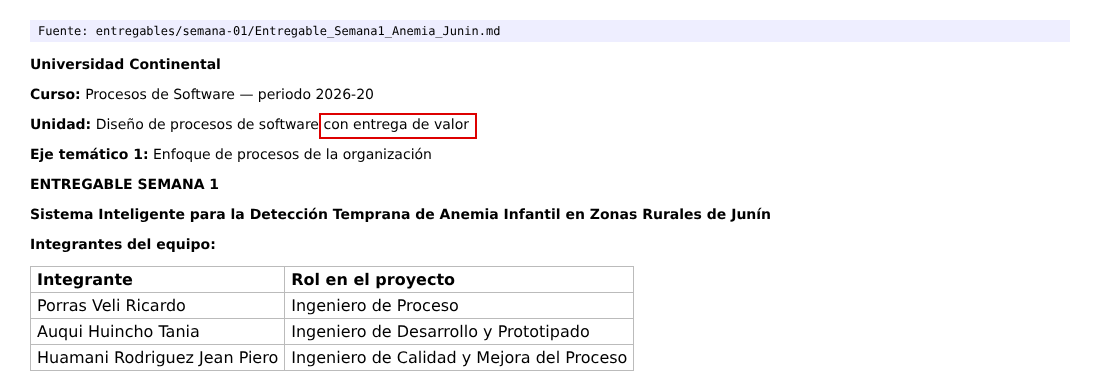 Fuente: entregables/semana-01/Entregable_Semana1_Anemia_Junin.md
Universidad Continental
Curso: Procesos de Software — periodo 2026-20
Unidad: Diseño de procesos de software con entrega de valor
Eje temático 1: Enfoque de procesos de la organización
ENTREGABLE SEMANA 1
Sistema Inteligente para la Detección Temprana de Anemia Infantil en Zonas Rurales de Junín
Integrantes del equipo:
Integrante Rol en el proyecto
Porras Veli Ricardo Ingeniero de Proceso
Auqui Huincho Tania Ingeniero de Desarrollo y Prototipado
Huamani Rodriguez Jean Piero Ingeniero de Calidad y Mejora del Proceso